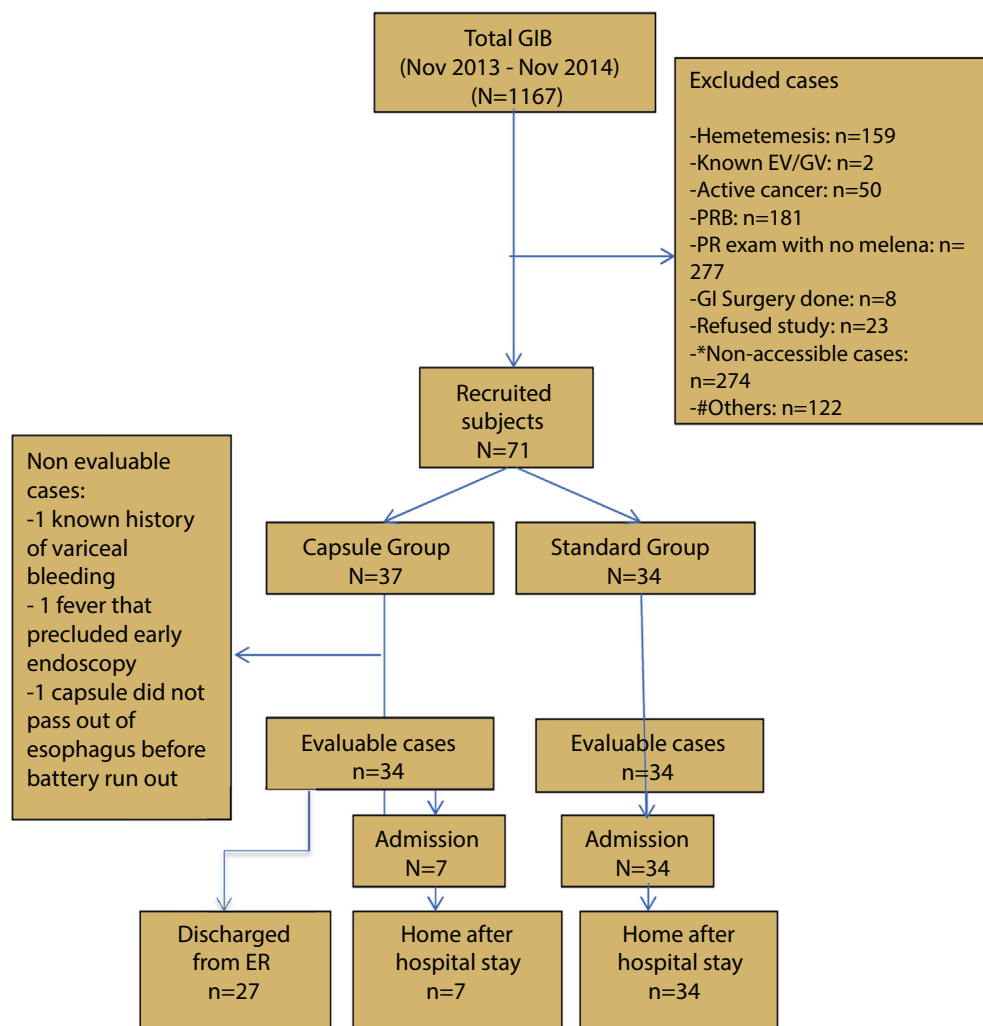 Total GIB
(Nov 2013 - Nov 2014)
(N=1167)
Excluded cases
-Hemetemesis: n=159
-Known EV/GV: n=2
-Active cancer: n=50
-PRB: n=181
-PR exam with no melena: n=
277
-GI Surgery done: n=8
-Refused study: n=23
-*Non-accessible cases:
n=274
-#Others: n=122
Recruited
subjects
N=71
Non evaluable
cases:
-1 known history
of variceal
bleeding
- 1 fever that
precluded early
endoscopy
-1 capsule did not
pass out of
esophagus before
battery run out
Capsule Group
N=37
Standard Group
N=34
Evaluable cases
n=34
Evaluable cases
n=34
Admission
N=7
Admission
N=34
Discharged
from ER
n=27
Home after
hospital stay
n=7
Home after
hospital stay
n=34